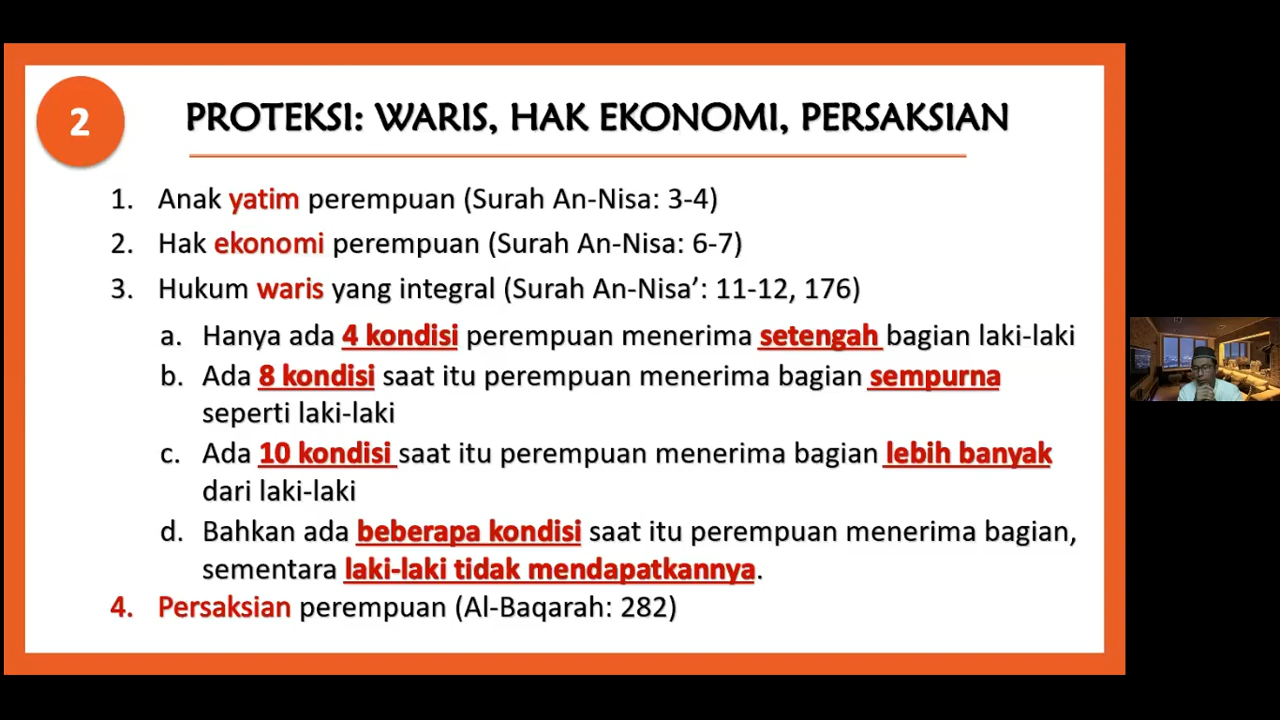 2
PROTEKSI: WARIS, HAK EKONOMI, PERSAKSIAN
1. Anak yatim perempuan (Surah An-Nisa: 3-4)
2. Hak ekonomi perempuan (Surah An-Nisa: 6-7)
3. Hukum waris yang integral (Surah An-Nisa’: 11-12, 176)
a. Hanya ada 4 kondisi perempuan menerima setengah bagian laki-laki
b. Ada 8 kondisi saat itu perempuan menerima bagian sempurna
seperti laki-laki
c. Ada 10 kondisi saat itu perempuan menerima bagian lebih banyak
dari laki-laki
d. Bahkan ada beberapa kondisi saat itu perempuan menerima bagian,
sementara laki-laki tidak mendapatkannya.
4. Persaksian perempuan (Al-Baqarah: 282)